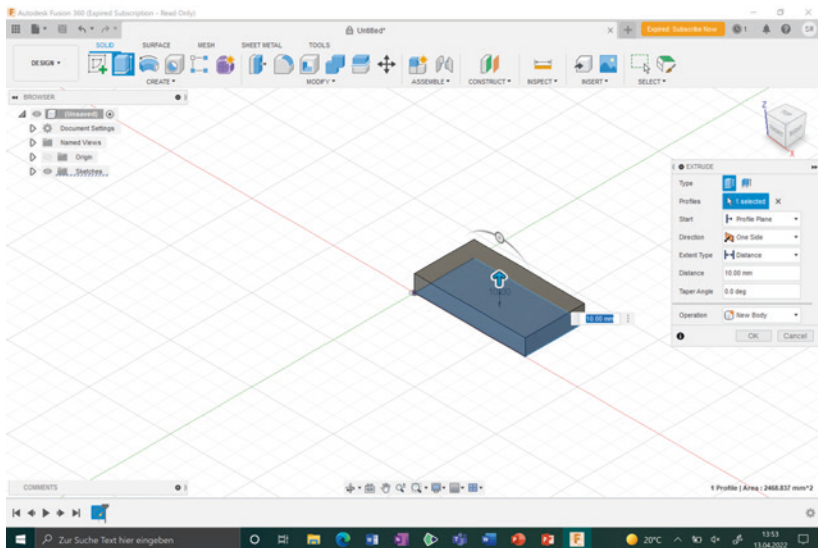 Autodesk Fusion 360 (Expired Subscription - Read Only)
Untitled*
Expired: Subscribe Now
1
SR
SOLID SURFACE MESH SHEET METAL TOOLS
DESIGN
CREATE MODIFY ASSEMBLE CONSTRUCT INSPECT INSERT SELECT
BROWSER
(Unsaved)
Document Settings
Named Views
Origin
Sketches
Z
X
EXTRUDE
Type
Profiles 1 selected
Start Profile Plane
Direction One Side
Extent Type Distance
Distance 10.00 mm
Taper Angle 0.0 deg
Operation New Body
OK Cancel
10.00
10.00 mm
COMMENTS
1 Profile | Area : 2468.837 mm^2
Zur Suche Text hier eingeben
20°C
13:53
13.04.2022